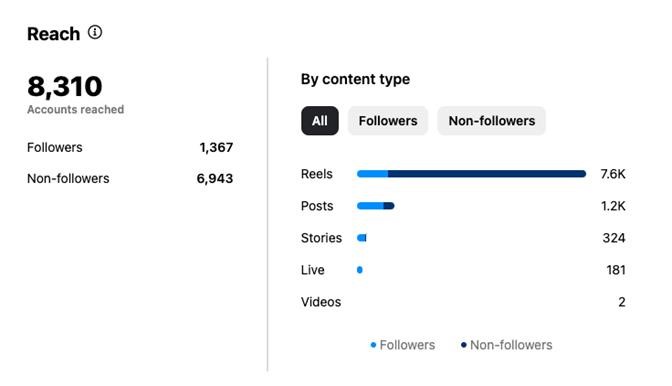 Reach
8,310
Accounts reached
Followers 1,367
Non-followers 6,943
By content type
All Followers Non-followers
Reels 7.6K
Posts 1.2K
Stories 324
Live 181
Videos 2
Followers Non-followers